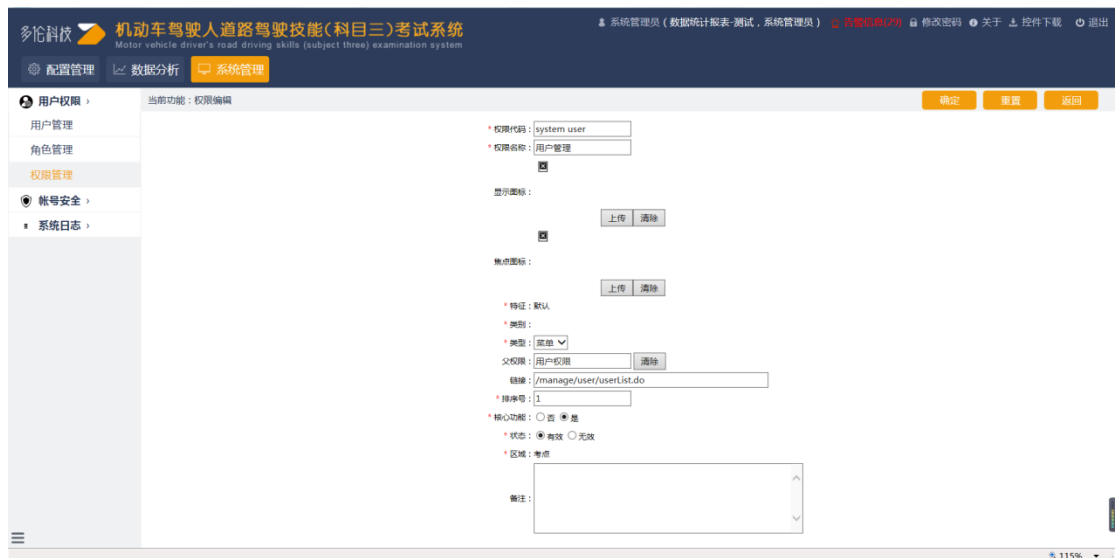 多伦科技 机动车驾驶人道路驾驶技能(科目三)考试系统
Motor vehicle driver's road driving skills (subject three) examination system
系统管理员(数据统计报表-测试,系统管理员) 告警信息(29) 修改密码 关于 控件下载 退出
配置管理 数据分析 系统管理
用户权限 ›
用户管理
角色管理
权限管理
帐号安全 ›
系统日志 ›
当前功能:权限编辑 确定 重置 返回
* 权限代码: system user
* 权限名称: 用户管理
显示图标:
上传 清除
焦点图标:
上传 清除
* 特征: 默认
* 类别:
* 类型: 菜单
父权限: 用户权限 清除
链接: /manage/user/userList.do
* 排序号: 1
* 核心功能: 否 是
* 状态: 有效 无效
* 区域: 考点
备注:
115%